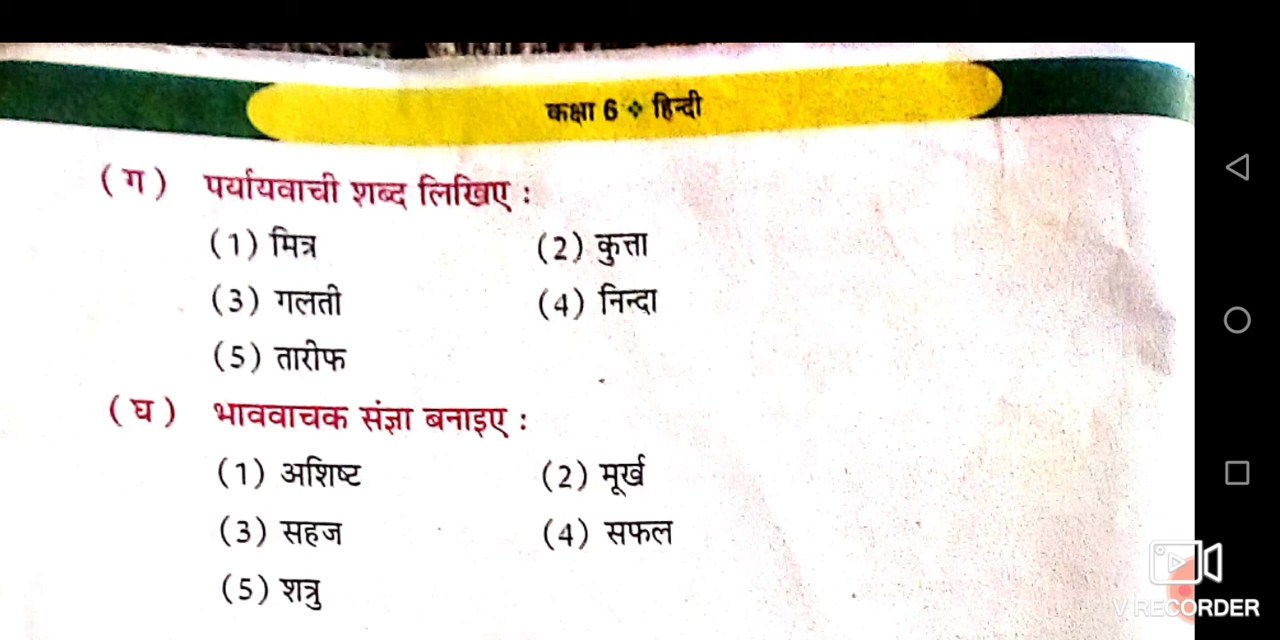 कक्षा 6 ❖ हिन्दी
(ग) पर्यायवाची शब्द लिखिए :
(1) मित्र (2) कुत्ता
(3) गलती (4) निन्दा
(5) तारीफ
(घ) भाववाचक संज्ञा बनाइए :
(1) अशिष्ट (2) मूर्ख
(3) सहज (4) सफल
(5) शत्रु
V RECORDER